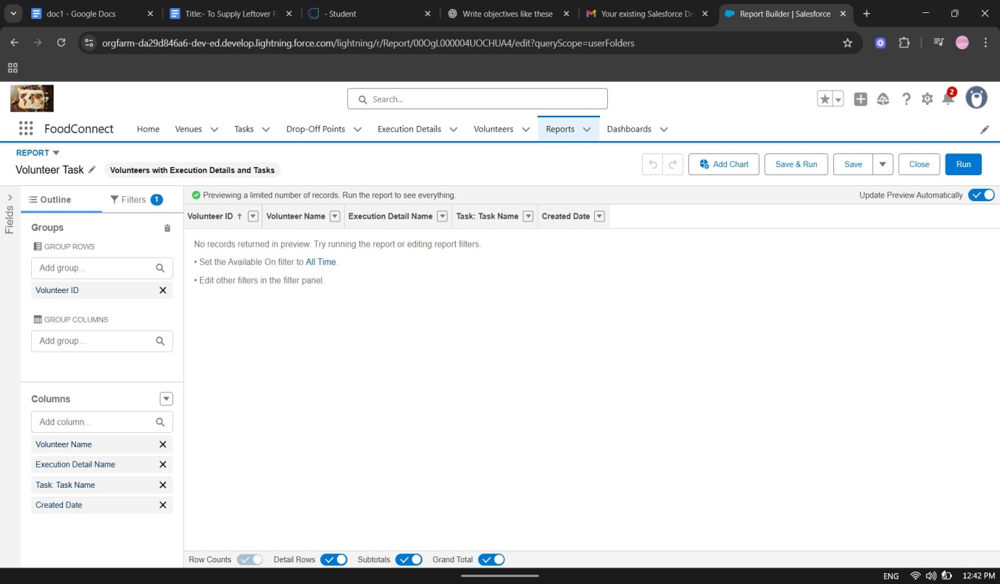 doc1 - Google Docs
Title:- To Supply Leftover F
- Student
Write objectives like these
Your existing Salesforce De
Report Builder | Salesforce
orgfarm-da29d846a6-dev-ed.develop.lightning.force.com/lightning/r/Report/00OgL000004UOCHUA4/edit?queryScope=userFolders
Search...
2
FoodConnect
Home
Venues
Tasks
Drop-Off Points
Execution Details
Volunteers
Reports
Dashboards
REPORT
Volunteer Task
Volunteers with Execution Details and Tasks
Add Chart
Save & Run
Save
Close
Run
Fields
Outline
Filters 1
Previewing a limited number of records. Run the report to see everything.
Update Preview Automatically
Groups
GROUP ROWS
Add group...
Volunteer ID
GROUP COLUMNS
Add group...
Columns
Add column...
Volunteer Name
Execution Detail Name
Task: Task Name
Created Date
Volunteer ID
Volunteer Name
Execution Detail Name
Task: Task Name
Created Date
No records returned in preview. Try running the report or editing report filters.
• Set the Available On filter to All Time.
• Edit other filters in the filter panel.
Row Counts
Detail Rows
Subtotals
Grand Total
ENG
12:42 PM